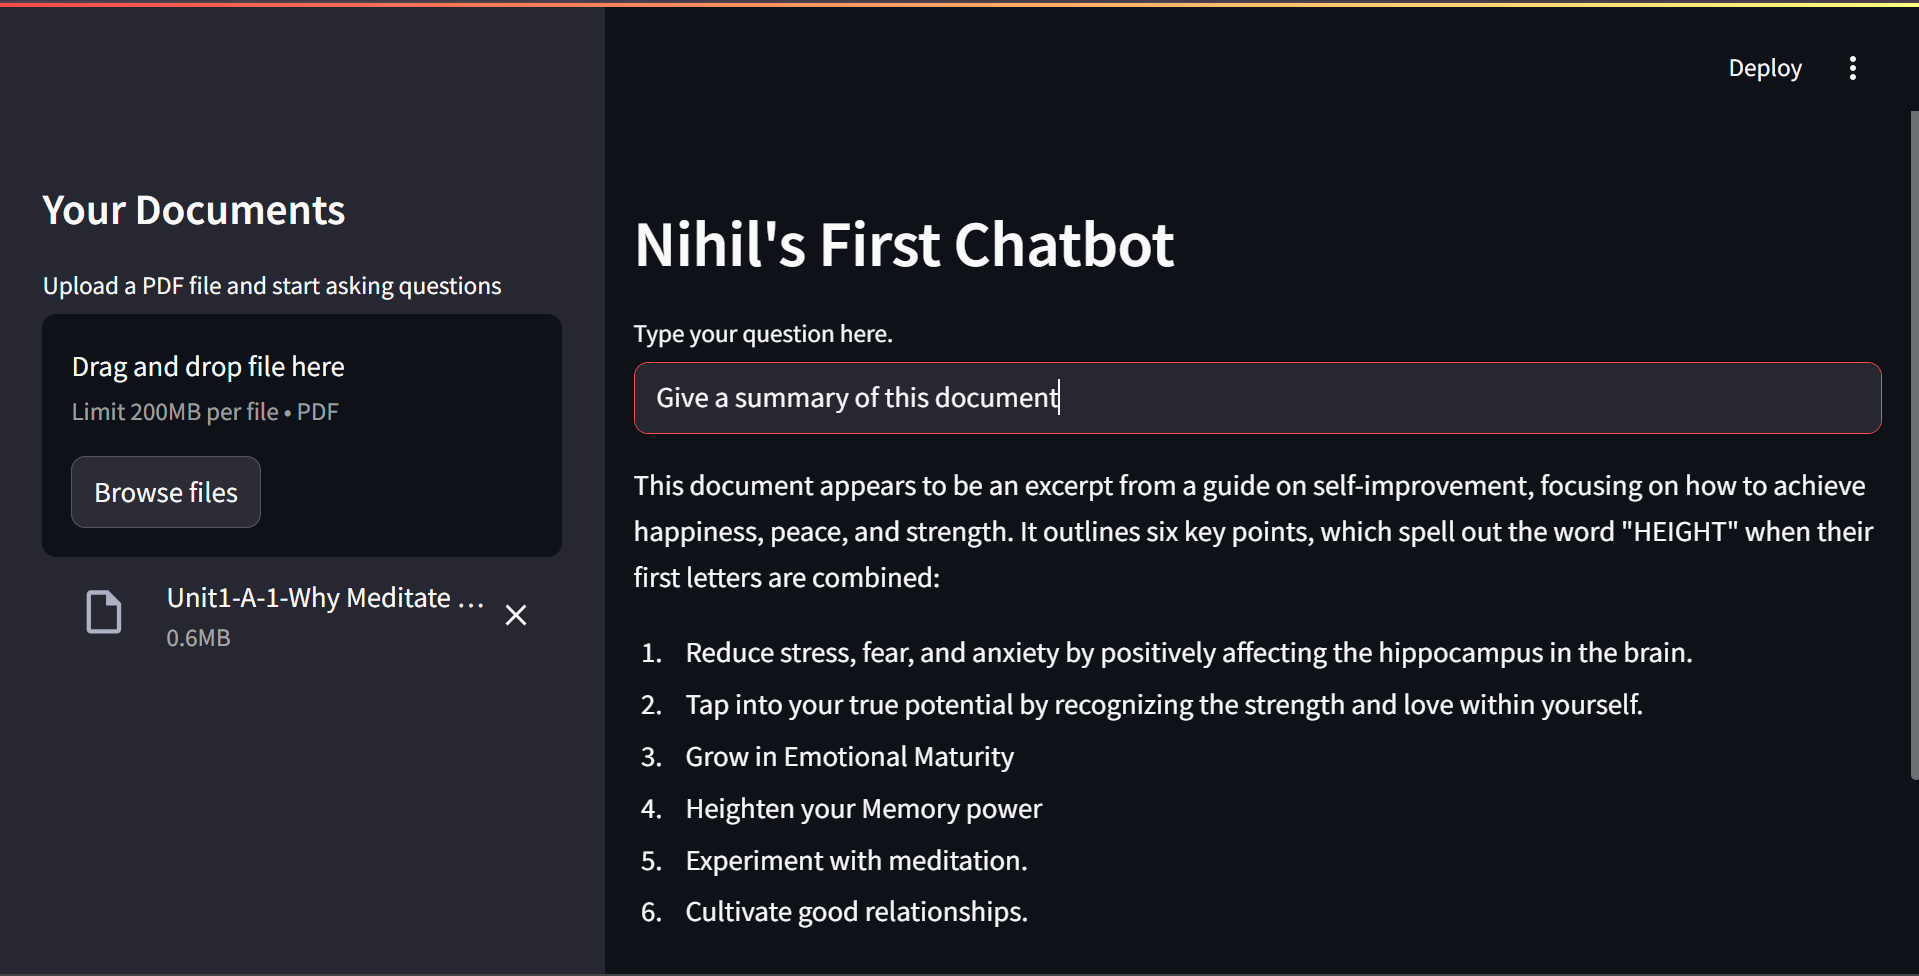 Deploy
Your Documents
Upload a PDF file and start asking questions
Drag and drop file here
Limit 200MB per file • PDF
Browse files
Unit1-A-1-Why Meditate …
0.6MB
Nihil's First Chatbot
Type your question here.
Give a summary of this document
This document appears to be an excerpt from a guide on self-improvement, focusing on how to achieve
happiness, peace, and strength. It outlines six key points, which spell out the word "HEIGHT" when their
first letters are combined:
1. Reduce stress, fear, and anxiety by positively affecting the hippocampus in the brain.
2. Tap into your true potential by recognizing the strength and love within yourself.
3. Grow in Emotional Maturity
4. Heighten your Memory power
5. Experiment with meditation.
6. Cultivate good relationships.